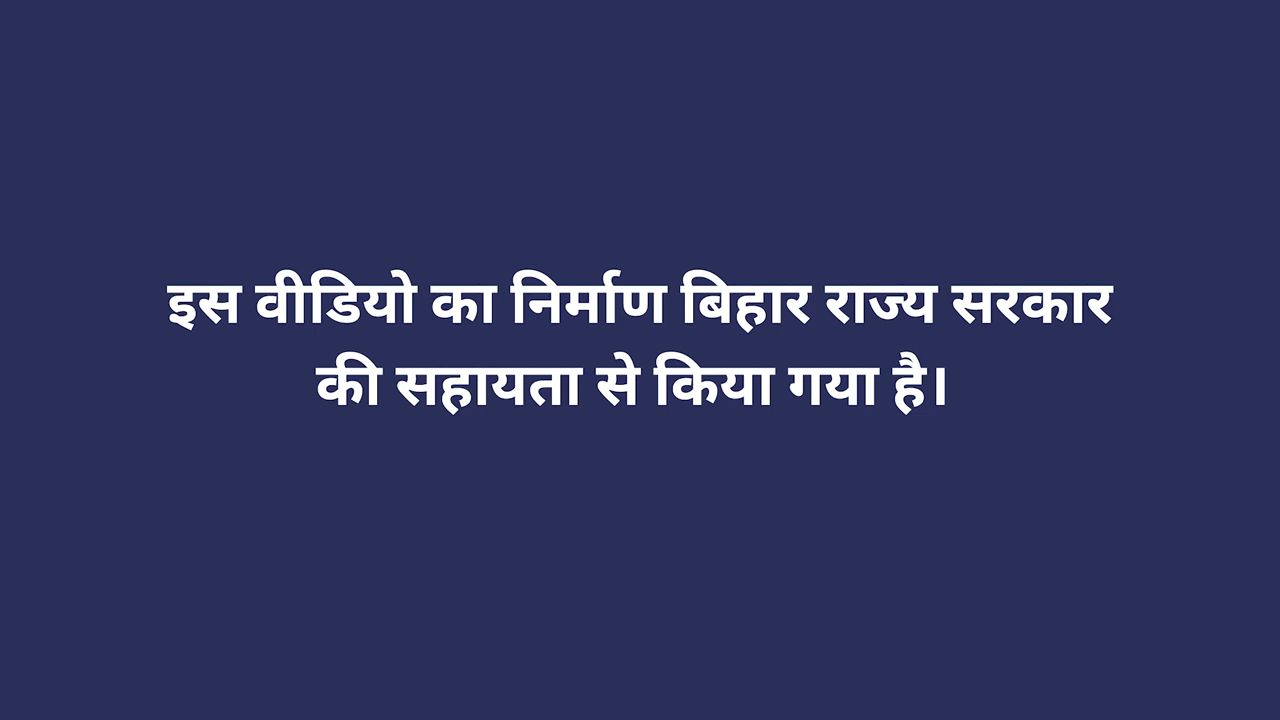 इस वीडियो का निर्माण बिहार राज्य सरकार
की सहायता से किया गया है।